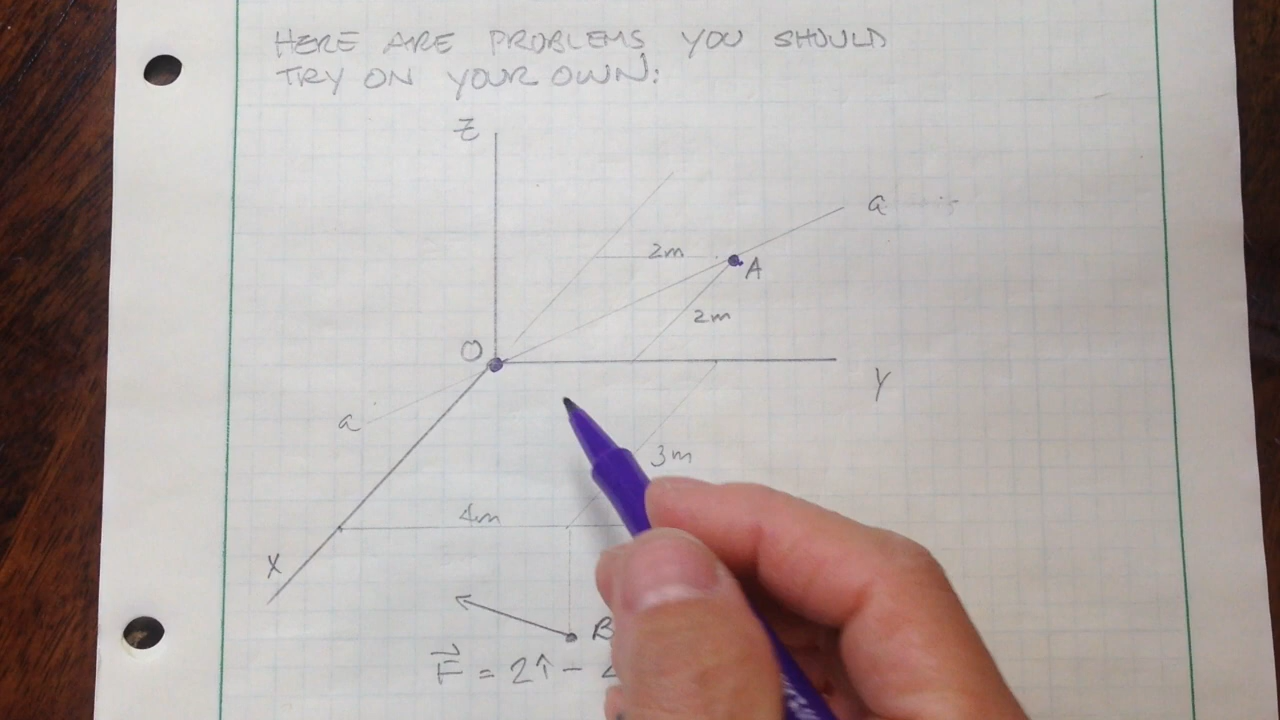 HERE ARE PROBLEMS YOU SHOULD
TRY ON YOUR OWN:
Z
a
2m
A
2m
O
Y
a
3m
4m
X
B
F⃗ = 2î −